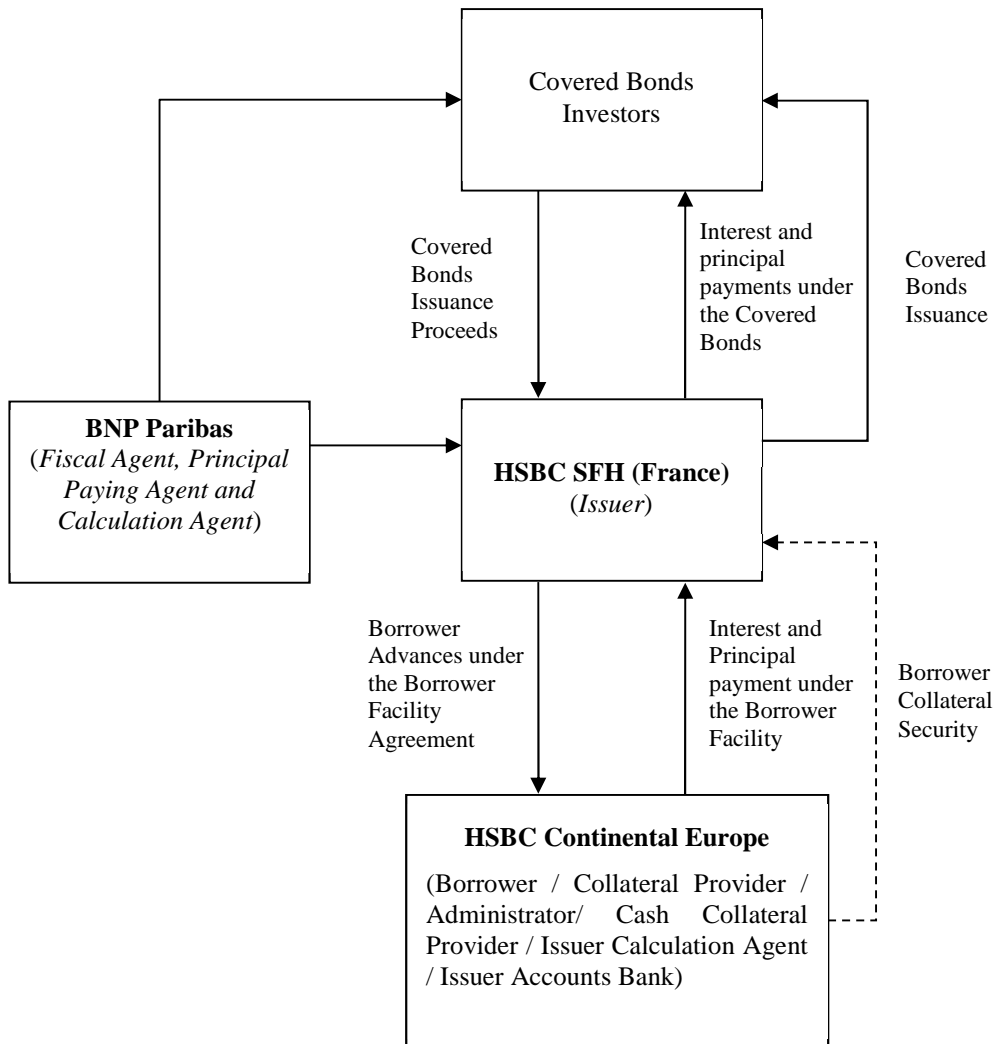 Covered Bonds
Investors
Covered
Bonds
Issuance
Proceeds
Interest and
principal
payments under
the Covered
Bonds
Covered
Bonds
Issuance
BNP Paribas
(Fiscal Agent, Principal
Paying Agent and
Calculation Agent)
HSBC SFH (France)
(Issuer)
Borrower
Advances under
the Borrower
Facility
Agreement
Interest and
Principal
payment under
the Borrower
Facility
Borrower
Collateral
Security
HSBC Continental Europe
(Borrower / Collateral Provider /
Administrator/ Cash Collateral
Provider / Issuer Calculation Agent
/ Issuer Accounts Bank)